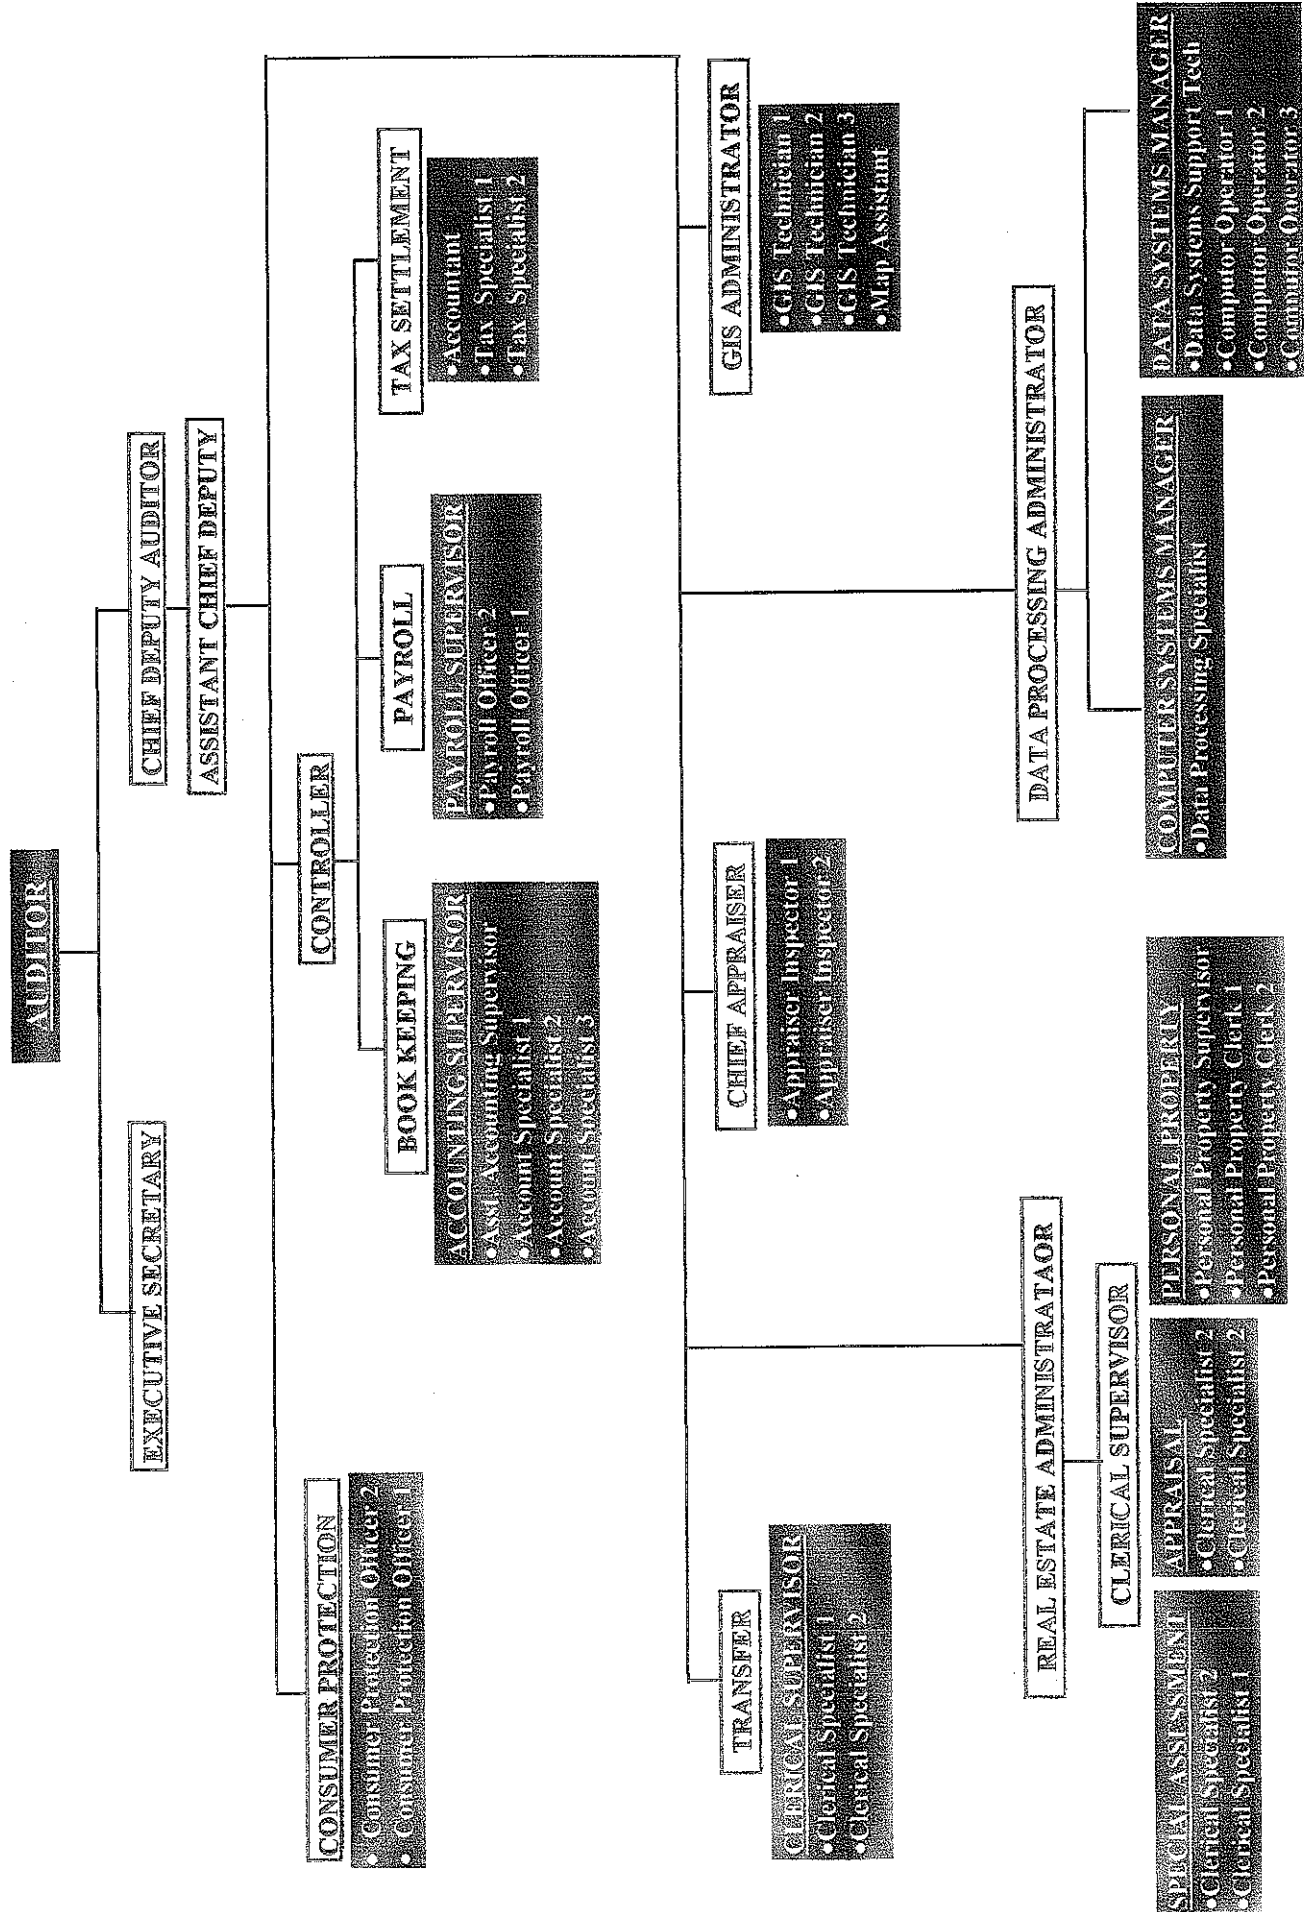 AUDITOR
EXECUTIVE SECRETARY
CHIEF DEPUTY AUDITOR
ASSISTANT CHIEF DEPUTY
CONSUMER PROTECTION
• Consumer Protection Officer 2
• Consumer Protection Officer 1
CONTROLLER
BOOK KEEPING
ACCOUNTING SUPERVISOR
•Asst. Accounting Supervisor
•Account Specialist 1
•Account Specialist 2
•Account Specialist 3
PAYROLL
PAYROLL SUPERVISOR
•Payroll Officer 2
•Payroll Officer 1
TAX SETTLEMENT
•Accountant
•Tax Specialist 1
•Tax Specialist 2
TRANSFER
CLERICAL SUPERVISOR
•Clerical Specialist 1
•Clerical Specialist 2
CHIEF APPRAISER
•Appraiser Inspector 1
•Appraiser Inspector 2
GIS ADMINISTRATOR
•GIS Technician 1
•GIS Technician 2
•GIS Technician 3
•Map Assistant
REAL ESTATE ADMINISTRATAOR
CLERICAL SUPERVISOR
SPECIAL ASSESSMENT
•Clerical Specialist 2
•Clerical Specialist 1
APPRAISAL
•Clerical Specialist 2
•Clerical Specialist 2
PERSONAL PROPERTY
•Personal Property Supervisor
•Personal Property Clerk 1
•Personal Property Clerk 2
DATA PROCESSING ADMINISTRATOR
COMPUTER SYSTEMS MANAGER
•Data Processing Specialist
DATA SYSTEMS MANAGER
•Data Systems Support Tech
•Computor Operator 1
•Computor Operator 2
•Computor Operator 3